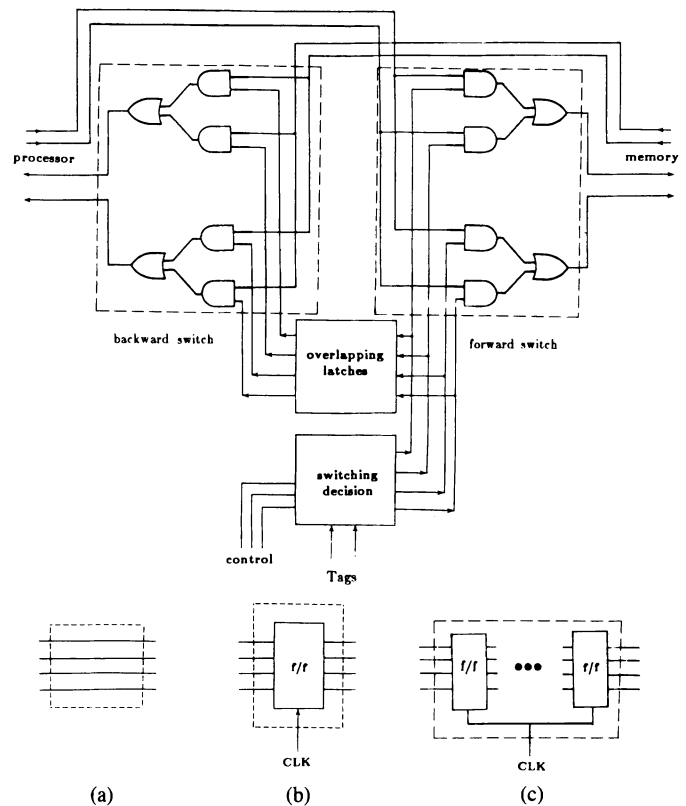 processor
memory
backward switch
forward switch
overlapping
latches
switching
decision
control
Tags
f/f
f/f
f/f
CLK
CLK
(a)
(b)
(c)